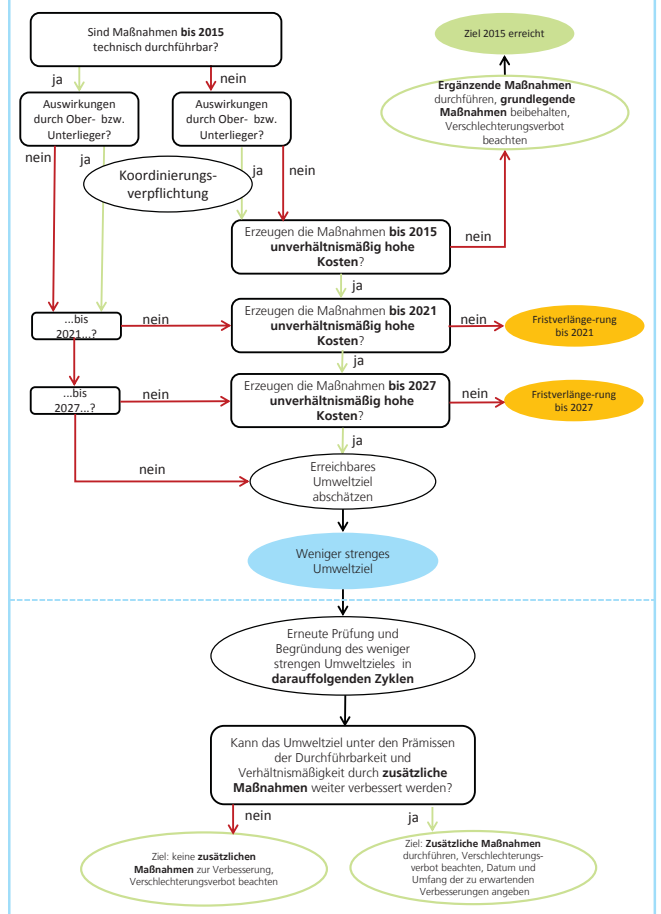 Sind Maßnahmen bis 2015
technisch durchführbar?
Ziel 2015 erreicht
ja
nein
Ergänzende Maßnahmen
durchführen, grundlegende
Maßnahmen beibehalten,
Verschlechterungsverbot
beachten
Auswirkungen
durch Ober- bzw.
Unterlieger?
Auswirkungen
durch Ober- bzw.
Unterlieger?
nein
ja
Koordinierungs-
verpflichtung
ja
nein
Erzeugen die Maßnahmen bis 2015
unverhältnismäßig hohe
Kosten?
nein
ja
...bis
2021...?
nein
Erzeugen die Maßnahmen bis 2021
unverhältnismäßig hohe
Kosten?
nein
Fristverlänge-rung
bis 2021
ja
...bis
2027...?
nein
Erzeugen die Maßnahmen bis 2027
unverhältnismäßig hohe
Kosten?
nein
Fristverlänge-rung
bis 2027
ja
nein
Erreichbares
Umweltziel
abschätzen
Weniger strenges
Umweltziel
Erneute Prüfung und
Begründung des weniger
strengen Umweltzieles in
darauffolgenden Zyklen
Kann das Umweltziel unter den Prämissen
der Durchführbarkeit und
Verhältnismäßigkeit durch zusätzliche
Maßnahmen weiter verbessert werden?
nein
ja
Ziel: keine zusätzlichen
Maßnahmen zur Verbesserung,
Verschlechterungsverbot beachten
Ziel: Zusätzliche Maßnahmen
durchführen, Verschlechterungs-
verbot beachten, Datum und
Umfang der zu erwartenden
Verbesserungen angeben